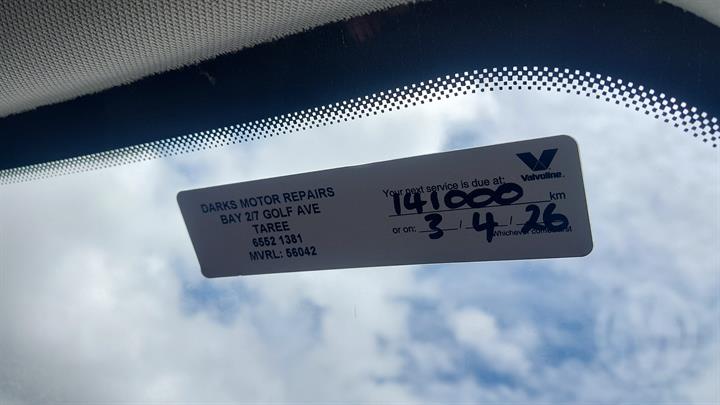 DARKS MOTOR REPAIRS
BAY 2/7 GOLF AVE
TAREE
6552 1381
MVRL: 56042
Valvoline
Your next service is due at:
141000 km
or on: 3 / 4 / 26
Whichever comes first